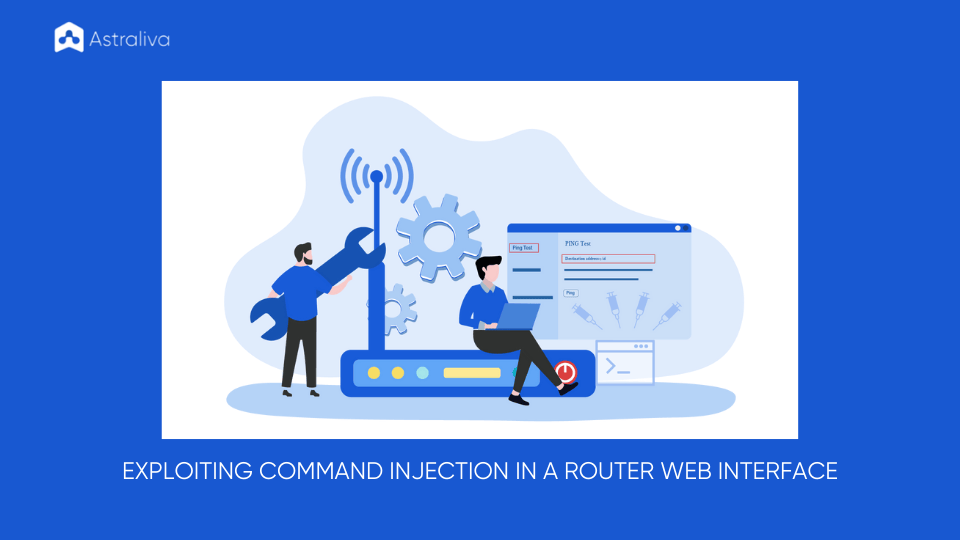 Astraliva
Ping Test
PING Test
Destination address: id
Ping
>_
EXPLOITING COMMAND INJECTION IN A ROUTER WEB INTERFACE